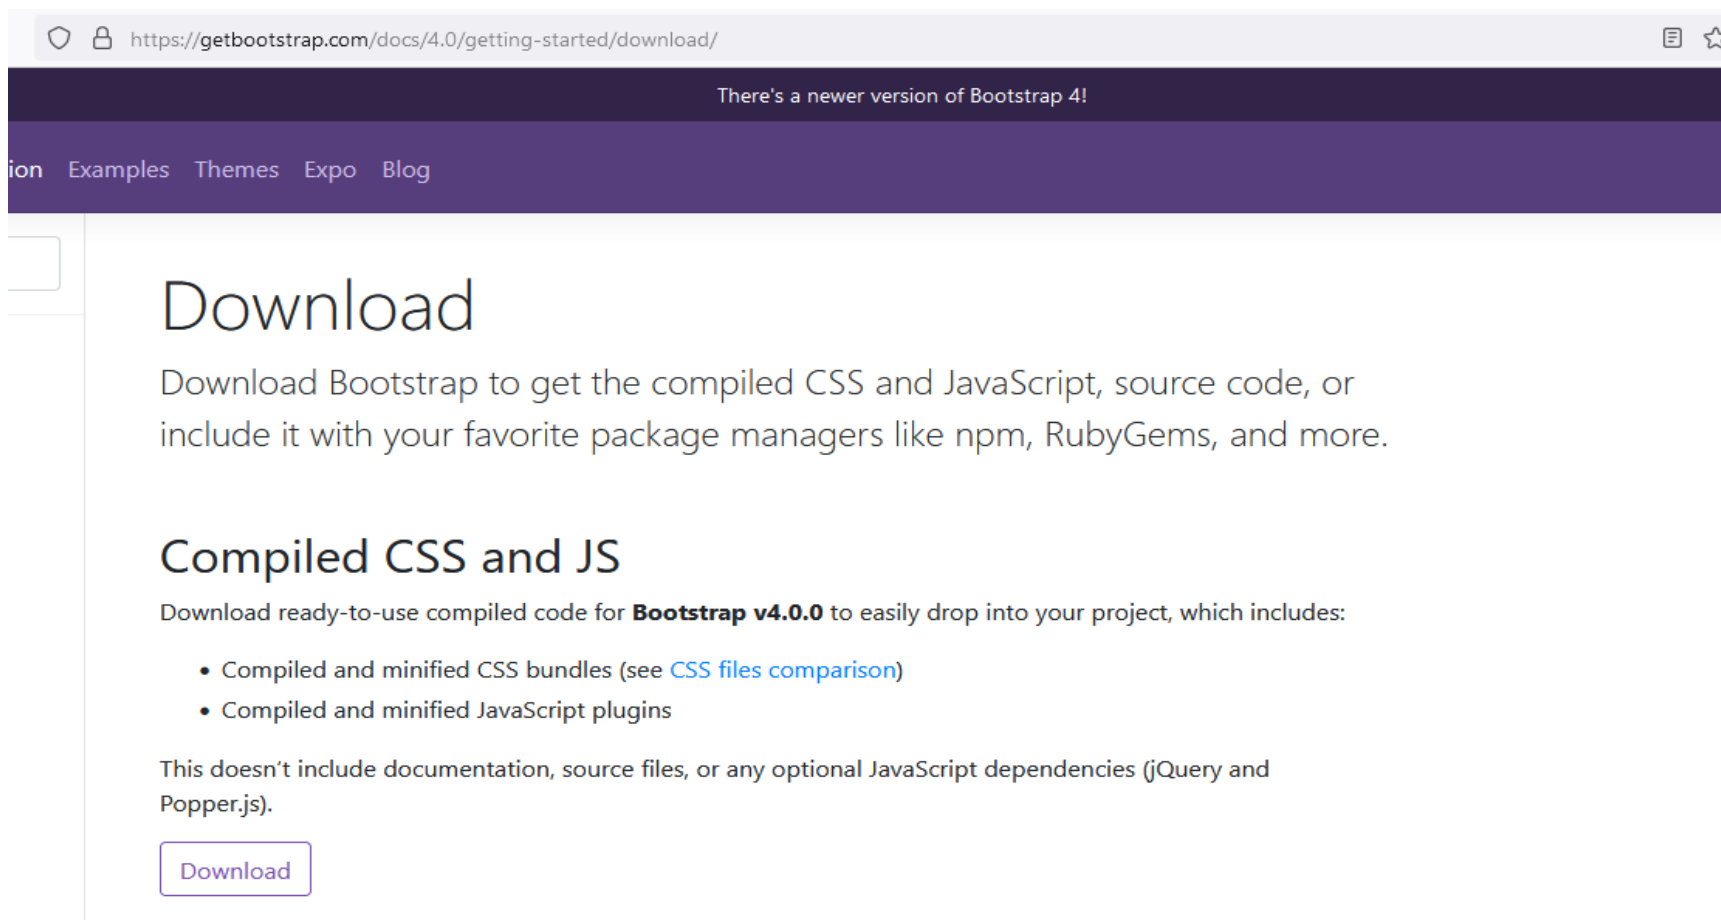 https://getbootstrap.com/docs/4.0/getting-started/download/
There's a newer version of Bootstrap 4!
ion Examples Themes Expo Blog
Download
Download Bootstrap to get the compiled CSS and JavaScript, source code, or
include it with your favorite package managers like npm, RubyGems, and more.
Compiled CSS and JS
Download ready-to-use compiled code for Bootstrap v4.0.0 to easily drop into your project, which includes:
• Compiled and minified CSS bundles (see CSS files comparison)
• Compiled and minified JavaScript plugins
This doesn’t include documentation, source files, or any optional JavaScript dependencies (jQuery and
Popper.js).
Download